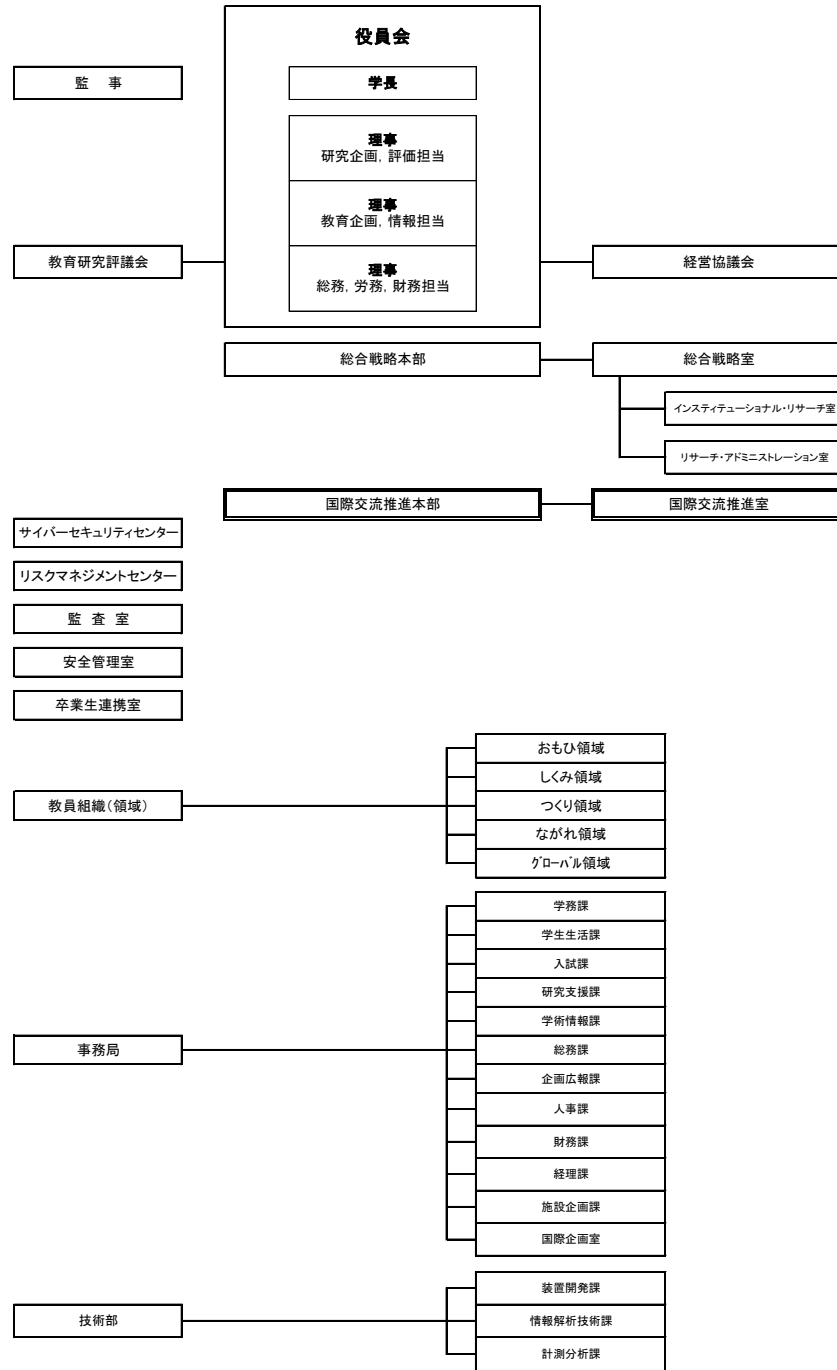 役員会
監 事
学長
理事
研究企画, 評価担当
理事
教育企画, 情報担当
理事
総務, 労務, 財務担当
教育研究評議会
経営協議会
総合戦略本部
総合戦略室
インスティテューショナル・リサーチ室
リサーチ・アドミニストレーション室
国際交流推進本部
国際交流推進室
サイバーセキュリティセンター
リスクマネジメントセンター
監 査 室
安全管理室
卒業生連携室
教員組織(領域)
おもひ領域
しくみ領域
つくり領域
ながれ領域
グローバル領域
事務局
学務課
学生生活課
入試課
研究支援課
学術情報課
総務課
企画広報課
人事課
財務課
経理課
施設企画課
国際企画室
技術部
装置開発課
情報解析技術課
計測分析課